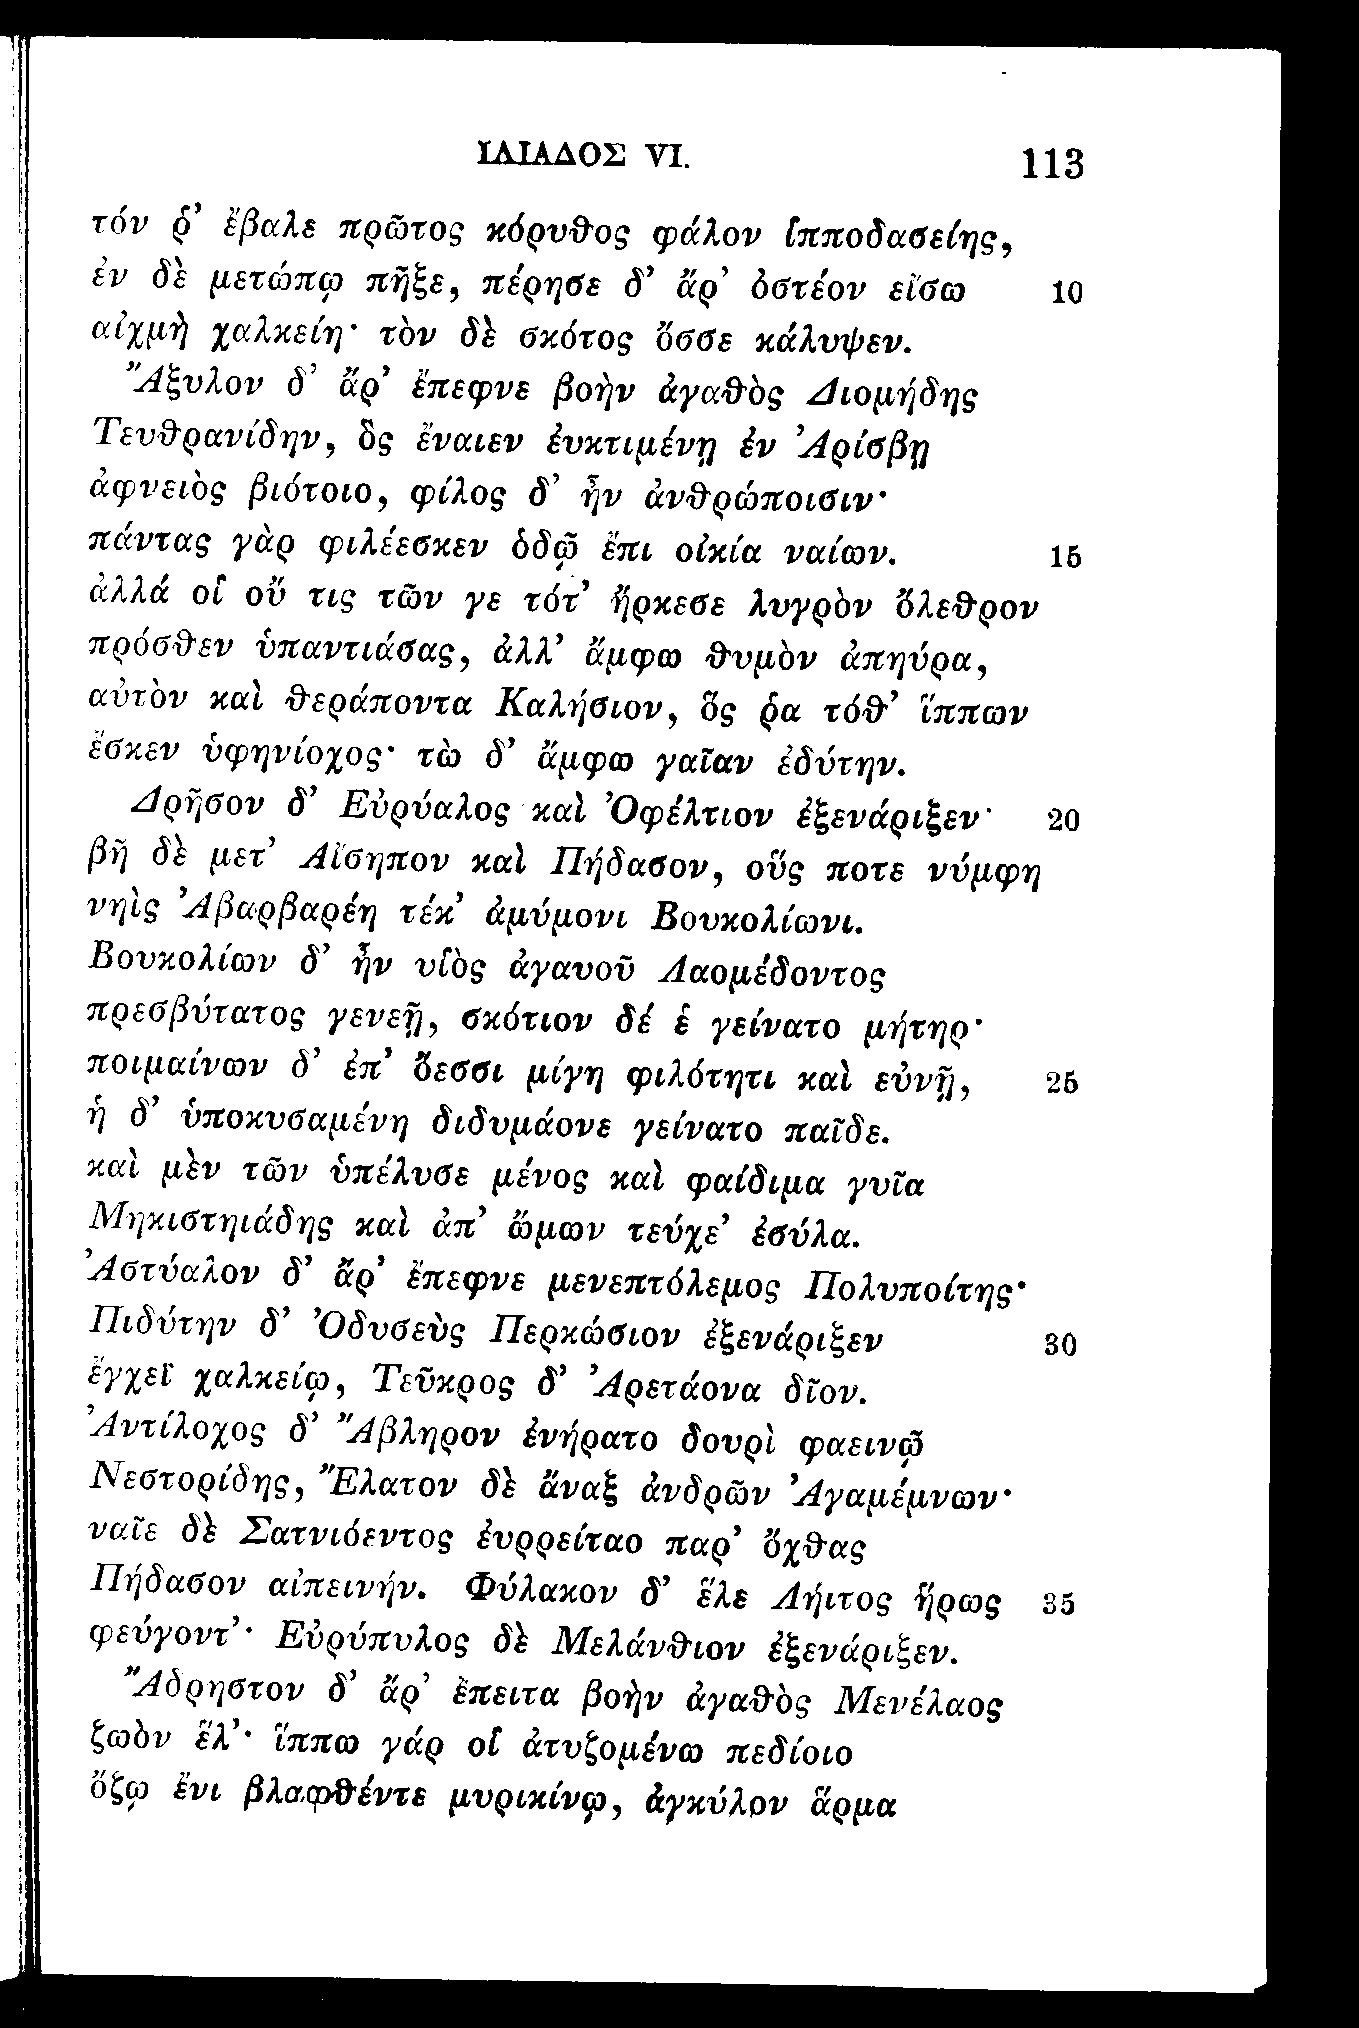 ΙΛΙΑΔΟΣ VI. 113
τόν ῥ’ ἔβαλε πρῶτος κόρυθος φάλον ἱπποδασείης,
ἐν δὲ μετώπῳ πῆξε, πέρησε δ’ ἄρ’ ὀστέον εἴσω 10
αἰχμὴ χαλκείη· τὸν δὲ σκότος ὄσσε κάλυψεν.
Ἄξυλον δ’ ἄρ’ ἔπεφνε βοὴν ἀγαθὸς Διομήδης
Τευθρανίδην, ὃς ἔναιεν ἐυκτιμένῃ ἐν Ἀρίσβῃ
ἀφνειὸς βιότοιο, φίλος δ’ ἦν ἀνθρώποισιν·
πάντας γὰρ φιλέεσκεν ὁδῷ ἔπι οἰκία ναίων. 15
ἀλλά οἱ οὔ τις τῶν γε τότ’ ἤρκεσε λυγρὸν ὄλεθρον
πρόσθεν ὑπαντιάσας, ἀλλ’ ἄμφω θυμὸν ἀπηύρα,
αὐτὸν καὶ θεράποντα Καλήσιον, ὅς ῥα τόθ’ ἵππων
ἔσκεν ὑφηνίοχος· τὼ δ’ ἄμφω γαῖαν ἐδύτην.
Δρῆσον δ’ Εὐρύαλος καὶ Ὀφέλτιον ἐξενάριξεν· 20
βῆ δὲ μετ’ Αἴσηπον καὶ Πήδασον, οὕς ποτε νύμφη
νηὶς Ἀβαρβαρέη τέκ’ ἀμύμονι Βουκολίωνι.
Βουκολίων δ’ ἦν υἱὸς ἀγαυοῦ Λαομέδοντος
πρεσβύτατος γενεῇ, σκότιον δέ ἑ γείνατο μήτηρ·
ποιμαίνων δ’ ἐπ’ ὄεσσι μίγη φιλότητι καὶ εὐνῇ, 25
ἡ δ’ ὑποκυσαμένη διδυμάονε γείνατο παῖδε.
καὶ μὲν τῶν ὑπέλυσε μένος καὶ φαίδιμα γυῖα
Μηκιστηιάδης καὶ ἀπ’ ὤμων τεύχε’ ἐσύλα.
Ἀστύαλον δ’ ἄρ’ ἔπεφνε μενεπτόλεμος Πολυποίτης·
Πιδύτην δ’ Ὀδυσεὺς Περκώσιον ἐξενάριξεν 30
ἔγχεϊ χαλκείῳ, Τεῦκρος δ’ Ἀρετάονα δῖον.
Ἀντίλοχος δ’ Ἄβληρον ἐνήρατο δουρὶ φαεινῷ
Νεστορίδης, Ἔλατον δὲ ἄναξ ἀνδρῶν Ἀγαμέμνων·
ναῖε δὲ Σατνιόεντος ἐυρρείταο παρ’ ὄχθας
Πήδασον αἰπεινήν. Φύλακον δ’ ἕλε Λήιτος ἥρως 35
φεύγοντ’· Εὐρύπυλος δὲ Μελάνθιον ἐξενάριξεν.
Ἄδρηστον δ’ ἄρ’ ἔπειτα βοὴν ἀγαθὸς Μενέλαος
ζωὸν ἕλ’· ἵππω γάρ οἱ ἀτυζομένω πεδίοιο
ὄζῳ ἔνι βλαφθέντε μυρικίνῳ, ἀγκύλον ἅρμα